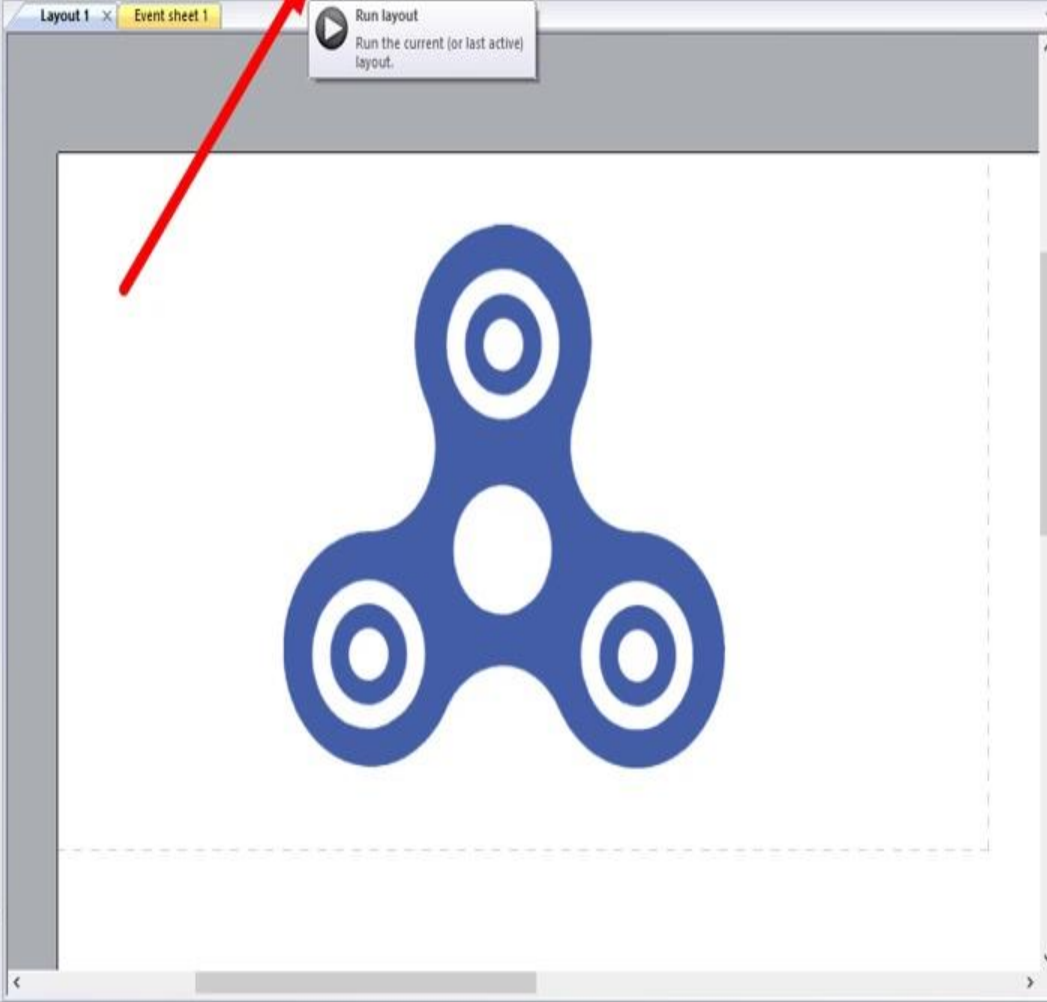 Layout 1
Event sheet 1
Run layout
Run the current (or last active)
layout.